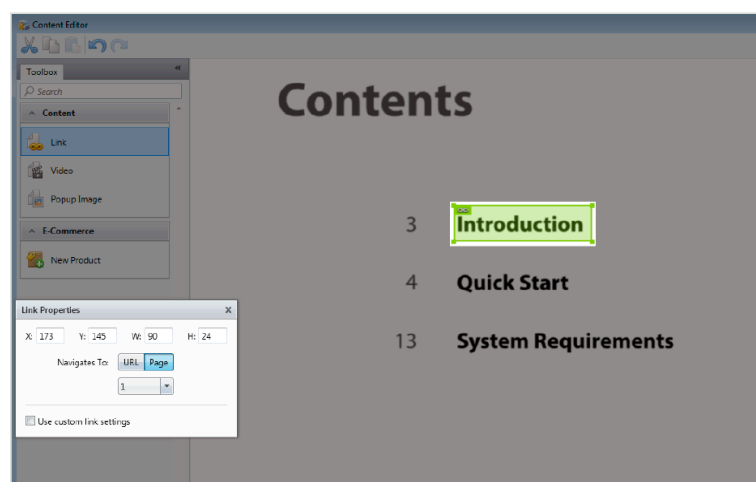 Content Editor
Toolbox
Search
Content
Link
Video
Popup Image
E-Commerce
New Product
Link Properties
X: 173 Y: 145 W: 90 H: 24
Navigates To: URL Page
1
Use custom link settings
Contents
3 Introduction
4 Quick Start
13 System Requirements